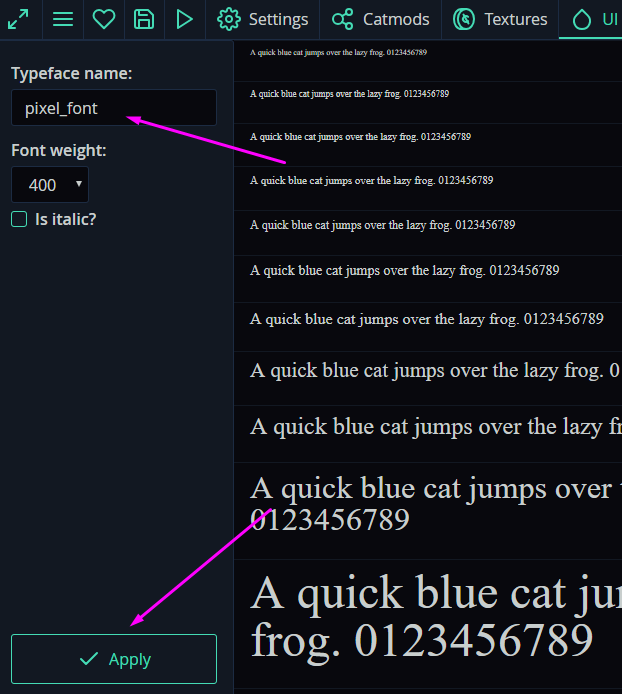 Settings
Catmods
Textures
UI
Typeface name:
pixel_font
Font weight:
400
Is italic?
Apply
A quick blue cat jumps over the lazy frog. 0123456789
A quick blue cat jumps over the lazy frog. 0123456789
A quick blue cat jumps over the lazy frog. 0123456789
A quick blue cat jumps over the lazy frog. 0123456789
A quick blue cat jumps over the lazy frog. 0123456789
A quick blue cat jumps over the lazy frog. 0123456789
A quick blue cat jumps over the lazy frog. 0123456789
A quick blue cat jumps over the lazy frog. 0
A quick blue cat jumps over the lazy fr
A quick blue cat jumps over
0123456789
A quick blue cat ju
frog. 0123456789